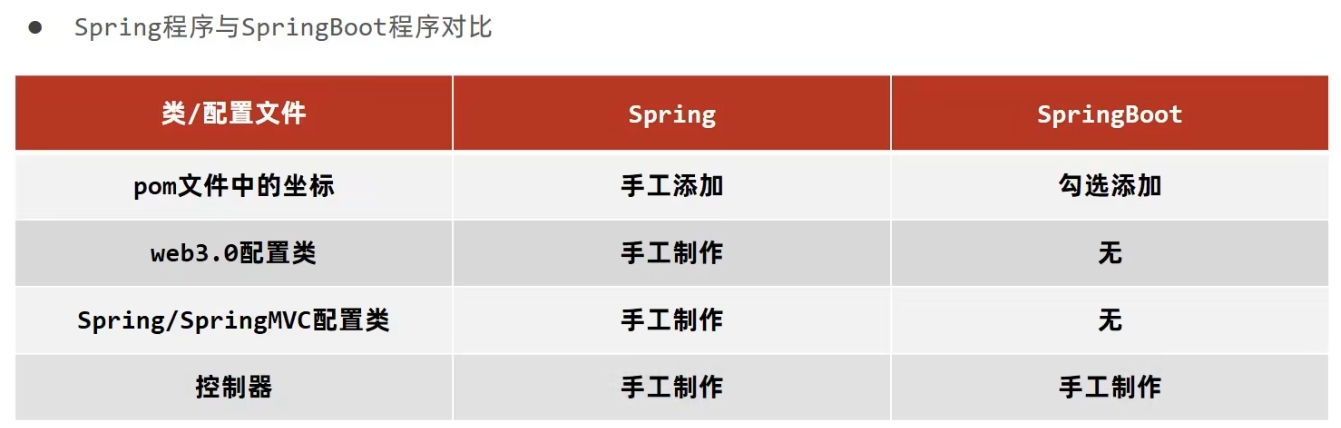 ● Spring程序与SpringBoot程序对比
类/配置文件 Spring SpringBoot
pom文件中的坐标 手工添加 勾选添加
web3.0配置类 手工制作 无
Spring/SpringMVC配置类 手工制作 无
控制器 手工制作 手工制作